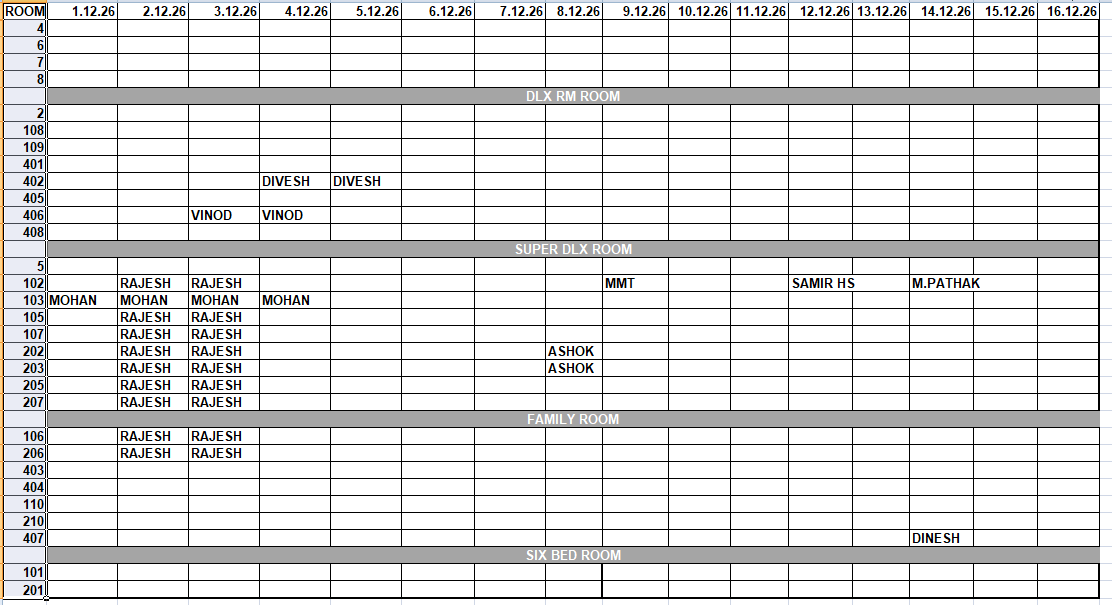 ROOM 1.12.26 2.12.26 3.12.26 4.12.26 5.12.26 6.12.26 7.12.26 8.12.26 9.12.26 10.12.26 11.12.26 12.12.26 13.12.26 14.12.26 15.12.26 16.12.26
4
6
7
8
DLX RM ROOM
2
108
109
401
402 DIVESH DIVESH
405
406 VINOD VINOD
408
SUPER DLX ROOM
5
102 RAJESH RAJESH MMT SAMIR HS M.PATHAK
103 MOHAN MOHAN MOHAN MOHAN
105 RAJESH RAJESH
107 RAJESH RAJESH
202 RAJESH RAJESH ASHOK
203 RAJESH RAJESH ASHOK
205 RAJESH RAJESH
207 RAJESH RAJESH
FAMILY ROOM
106 RAJESH RAJESH
206 RAJESH RAJESH
403
404
110
210
407 DINESH
SIX BED ROOM
101
201